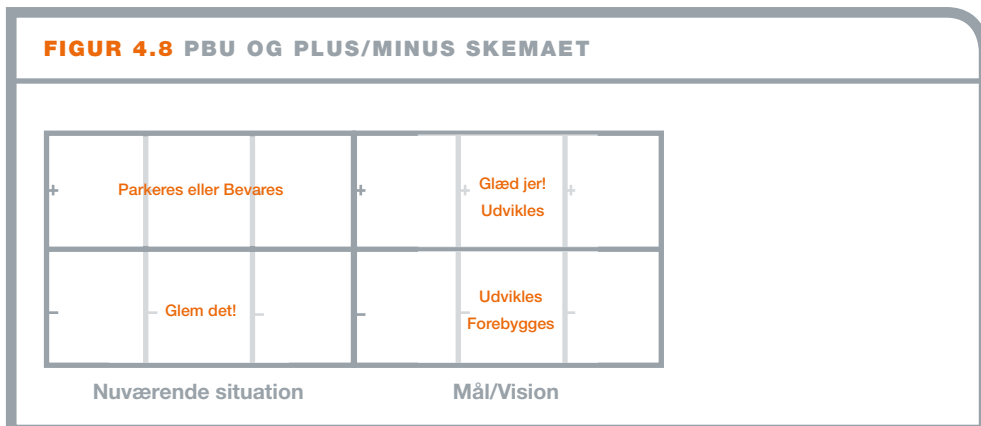 FIGUR 4.8 PBU OG PLUS/MINUS SKEMAET
+ Parkeres eller Bevares + + Glæd jer! +
Udvikles
– – Glem det! – – – Udvikles –
Forebygges
Nuværende situation Mål/Vision